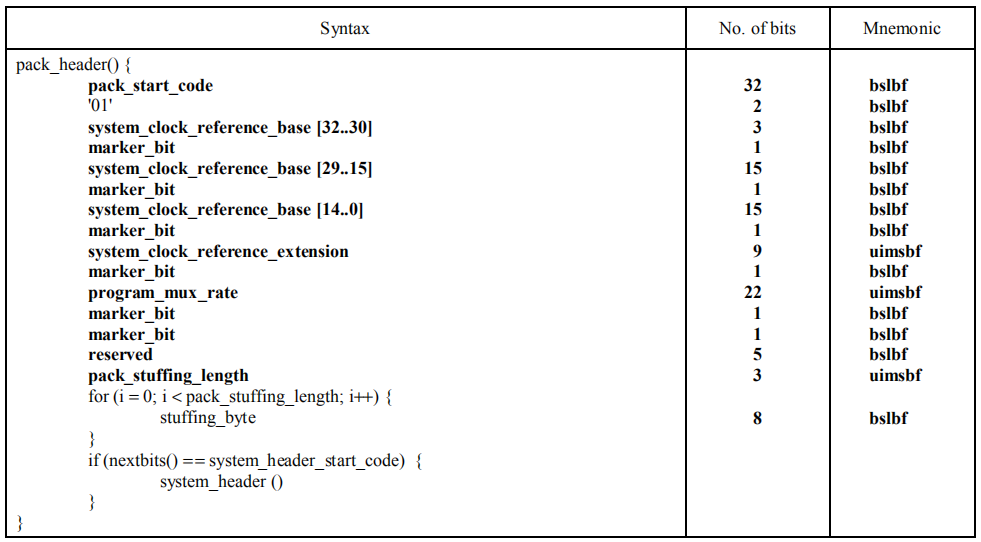 Syntax No. of bits Mnemonic
pack_header() {
pack_start_code 32 bslbf
'01' 2 bslbf
system_clock_reference_base [32..30] 3 bslbf
marker_bit 1 bslbf
system_clock_reference_base [29..15] 15 bslbf
marker_bit 1 bslbf
system_clock_reference_base [14..0] 15 bslbf
marker_bit 1 bslbf
system_clock_reference_extension 9 uimsbf
marker_bit 1 bslbf
program_mux_rate 22 uimsbf
marker_bit 1 bslbf
marker_bit 1 bslbf
reserved 5 bslbf
pack_stuffing_length 3 uimsbf
for (i = 0; i < pack_stuffing_length; i++) {
stuffing_byte 8 bslbf
}
if (nextbits() == system_header_start_code) {
system_header ()
}
}